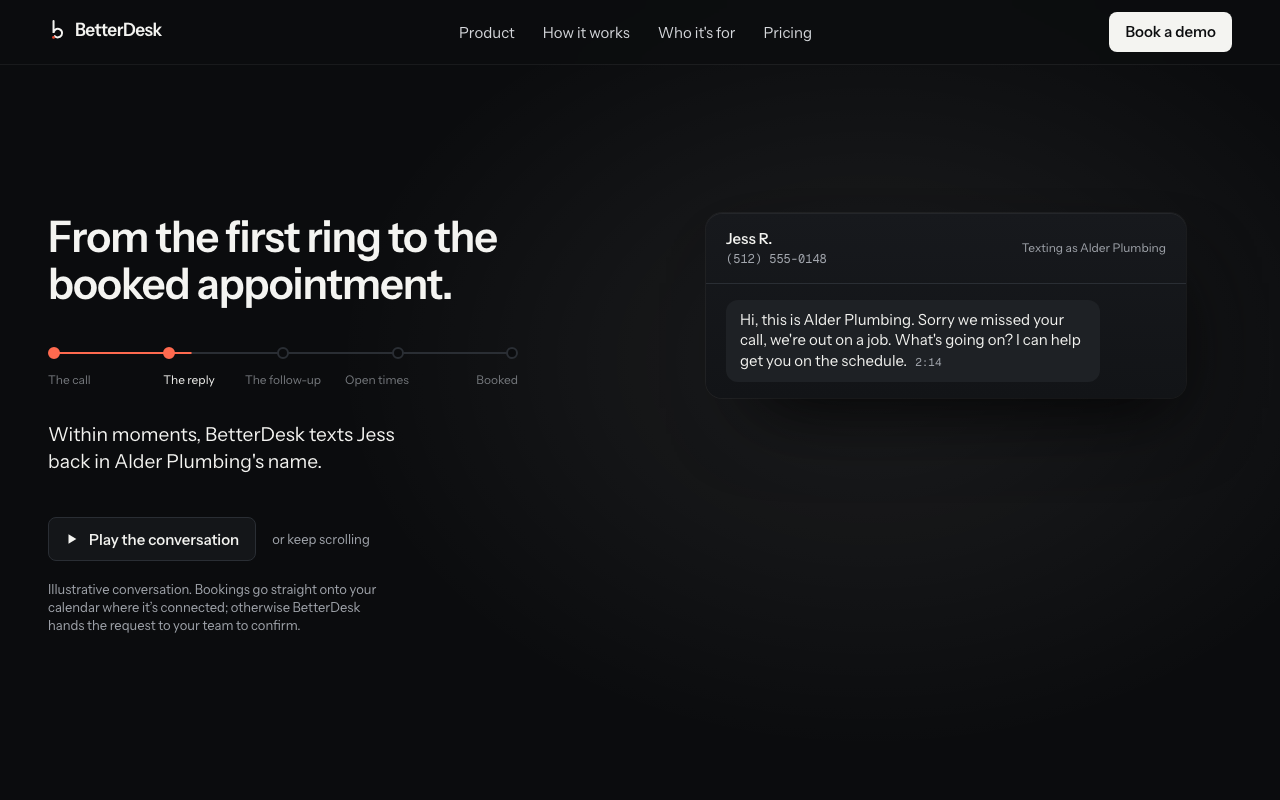 BetterDesk
Product
How it works
Who it's for
Pricing
Book a demo
From the first ring to the
booked appointment.
The call
The reply
The follow-up
Open times
Booked
Within moments, BetterDesk texts Jess
back in Alder Plumbing's name.
Play the conversation
or keep scrolling
Illustrative conversation. Bookings go straight onto your
calendar where it's connected; otherwise BetterDesk
hands the request to your team to confirm.
Jess R.
(512) 555-0148
Texting as Alder Plumbing
Hi, this is Alder Plumbing. Sorry we missed your
call, we're out on a job. What's going on? I can help
get you on the schedule. 2:14